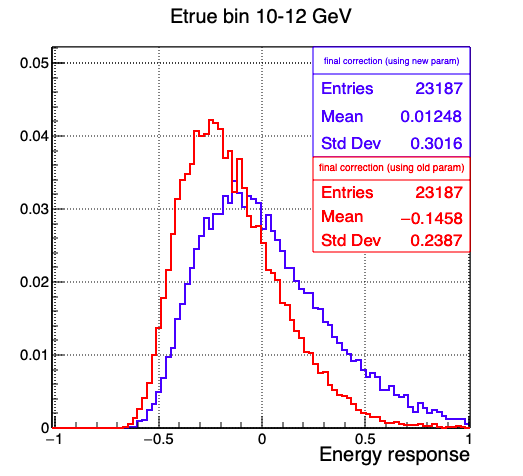 Etrue bin 10-12 GeV
final correction (using new param)
Entries 23187
Mean 0.01248
Std Dev 0.3016
final correction (using old param)
Entries 23187
Mean −0.1458
Std Dev 0.2387
0.05
0.04
0.03
0.02
0.01
0
−1 −0.5 0 0.5 1
Energy response